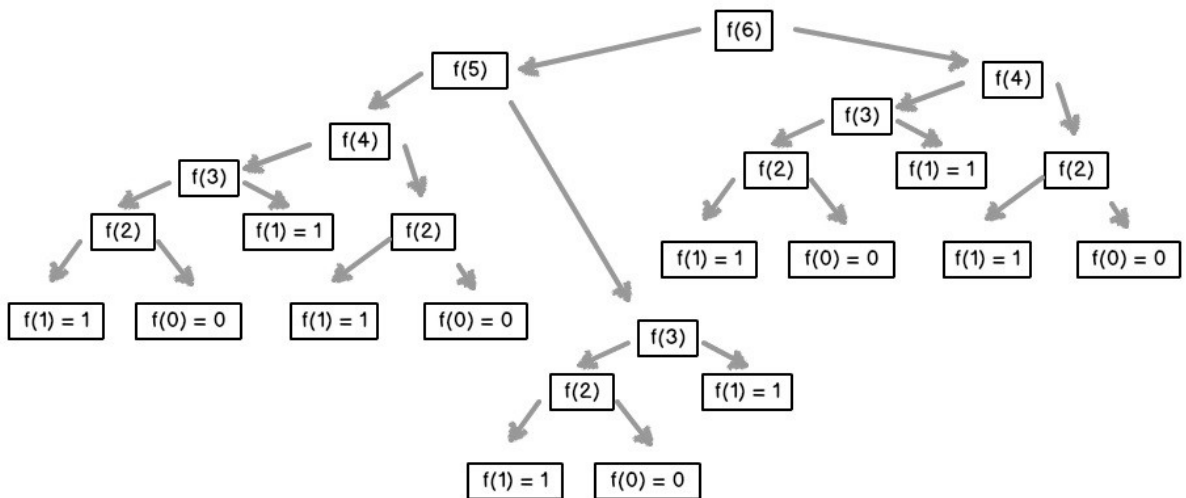 f(6)
f(5)
f(4)
f(3)
f(4)
f(2)
f(1) = 1
f(2)
f(3)
f(2)
f(1) = 1
f(2)
f(1) = 1
f(0) = 0
f(1) = 1
f(0) = 0
f(1) = 1
f(0) = 0
f(1) = 1
f(0) = 0
f(3)
f(2)
f(1) = 1
f(1) = 1
f(0) = 0